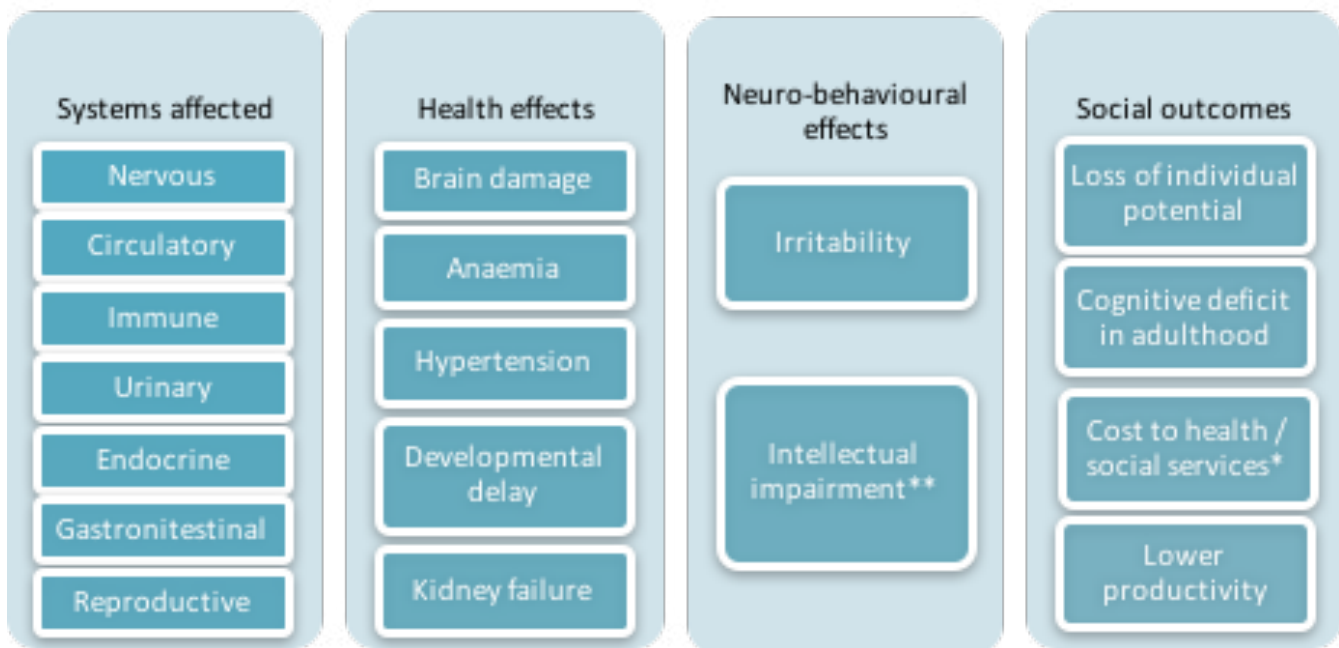 Systems affected
Nervous
Circulatory
Immune
Urinary
Endocrine
Gastronitestinal
Reproductive
Health effects
Brain damage
Anaemia
Hypertension
Developmental
delay
Kidney failure
Neuro-behavioural
effects
Irritability
Intellectual
impairment**
Social outcomes
Loss of individual
potential
Cognitive deficit
in adulthood
Cost to health /
social services*
Lower
productivity